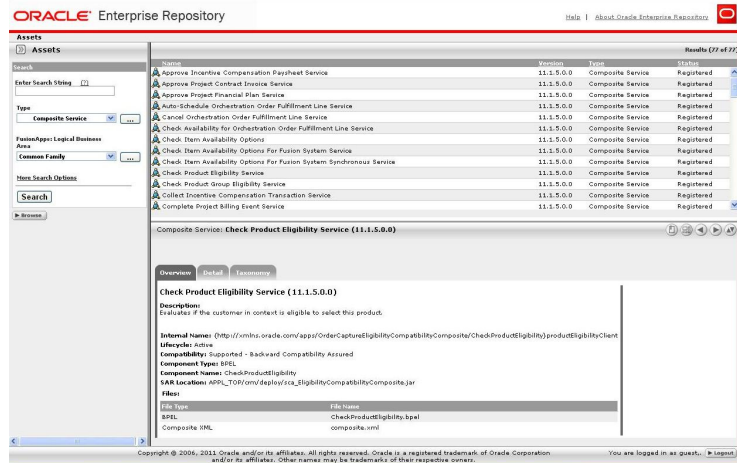 ORACLE Enterprise Repository
Help | About Oracle Enterprise Repository
Assets
Assets
Results (77 of 77)
Search
Enter Search String [?]
Type
Composite Service
...
FusionApps: Logical Business Area
Common Family
...
More Search Options
Search
Browse
Name Version Type Status
Approve Incentive Compensation Paysheet Service 11.1.5.0.0 Composite Service Registered
Approve Project Contract Invoice Service 11.1.5.0.0 Composite Service Registered
Approve Project Financial Plan Service 11.1.5.0.0 Composite Service Registered
Auto-Schedule Orchestration Order Fulfillment Line Service 11.1.5.0.0 Composite Service Registered
Cancel Orchestration Order Fulfillment Line Service 11.1.5.0.0 Composite Service Registered
Check Availability for Orchestration Order Fulfillment Line Service 11.1.5.0.0 Composite Service Registered
Check Item Availability Options 11.1.5.0.0 Composite Service Registered
Check Item Availability Options For Fusion System Service 11.1.5.0.0 Composite Service Registered
Check Item Availability Options For Fusion System Synchronous Service 11.1.5.0.0 Composite Service Registered
Check Product Eligibility Service 11.1.5.0.0 Composite Service Registered
Check Product Group Eligibility Service 11.1.5.0.0 Composite Service Registered
Collect Incentive Compensation Transaction Service 11.1.5.0.0 Composite Service Registered
Complete Project Billing Event Service 11.1.5.0.0 Composite Service Registered
Composite Service: Check Product Eligibility Service (11.1.5.0.0)
Overview Detail Taxonomy
Check Product Eligibility Service (11.1.5.0.0)
Description:
Evaluates if the customer in context is eligible to select this product.
Internal Name: {http://xmlns.oracle.com/apps/OrderCaptureEligibilityCompatibilityComposite/CheckProductEligibility}productEligibilityClient
Lifecycle: Active
Compatibility: Supported - Backward Compatibility Assured
Component Type: BPEL
Component Name: CheckProductEligibility
SAR Location: APPL_TOP/crm/deploy/sca_EligibilityCompatibilityComposite.jar
Files:
File Type File Name
BPEL CheckProductEligibility.bpel
Composite XML composite.xml
Copyright © 2006, 2011 Oracle and/or its affiliates. All rights reserved. Oracle is a registered trademark of Oracle Corporation
and/or its affiliates. Other names may be trademarks of their respective owners.
You are logged in as guest.. Logout